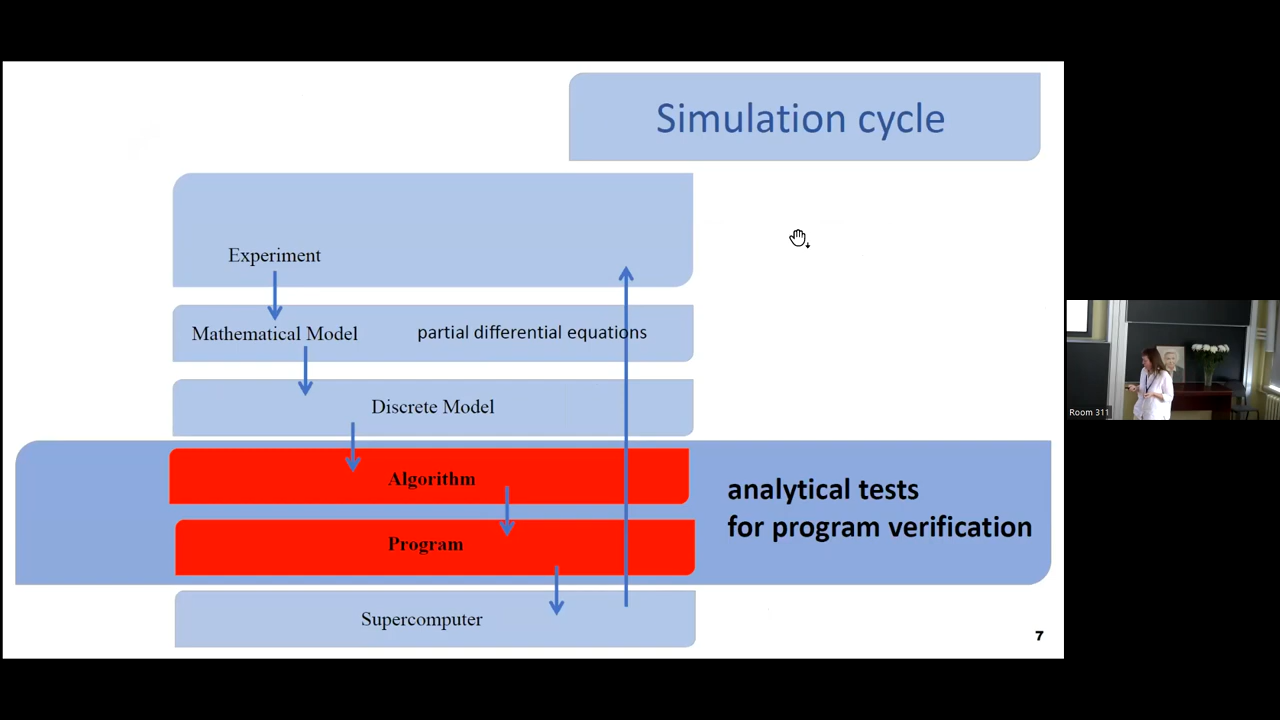 Simulation cycle
Experiment
Mathematical Model
partial differential equations
Discrete Model
Algorithm
Program
analytical tests
for program verification
Supercomputer
7
Room 311